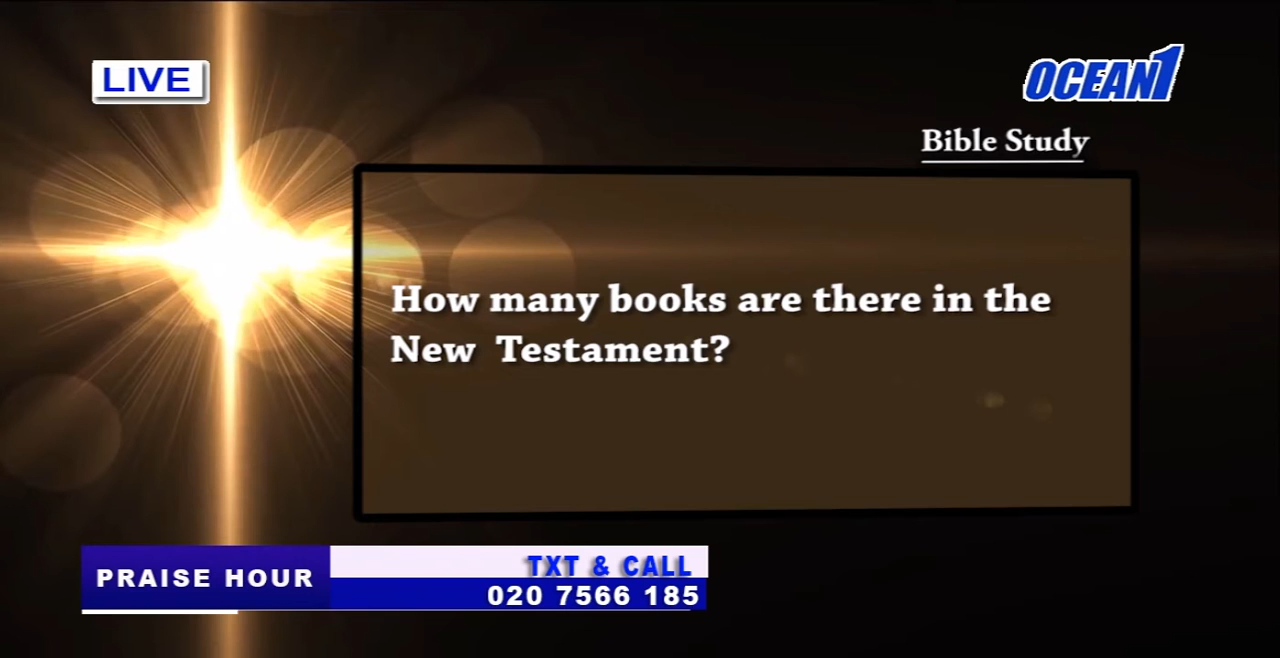 LIVE
OCEAN1
Bible Study
How many books are there in the
New Testament?
PRAISE HOUR
TXT & CALL
020 7566 185